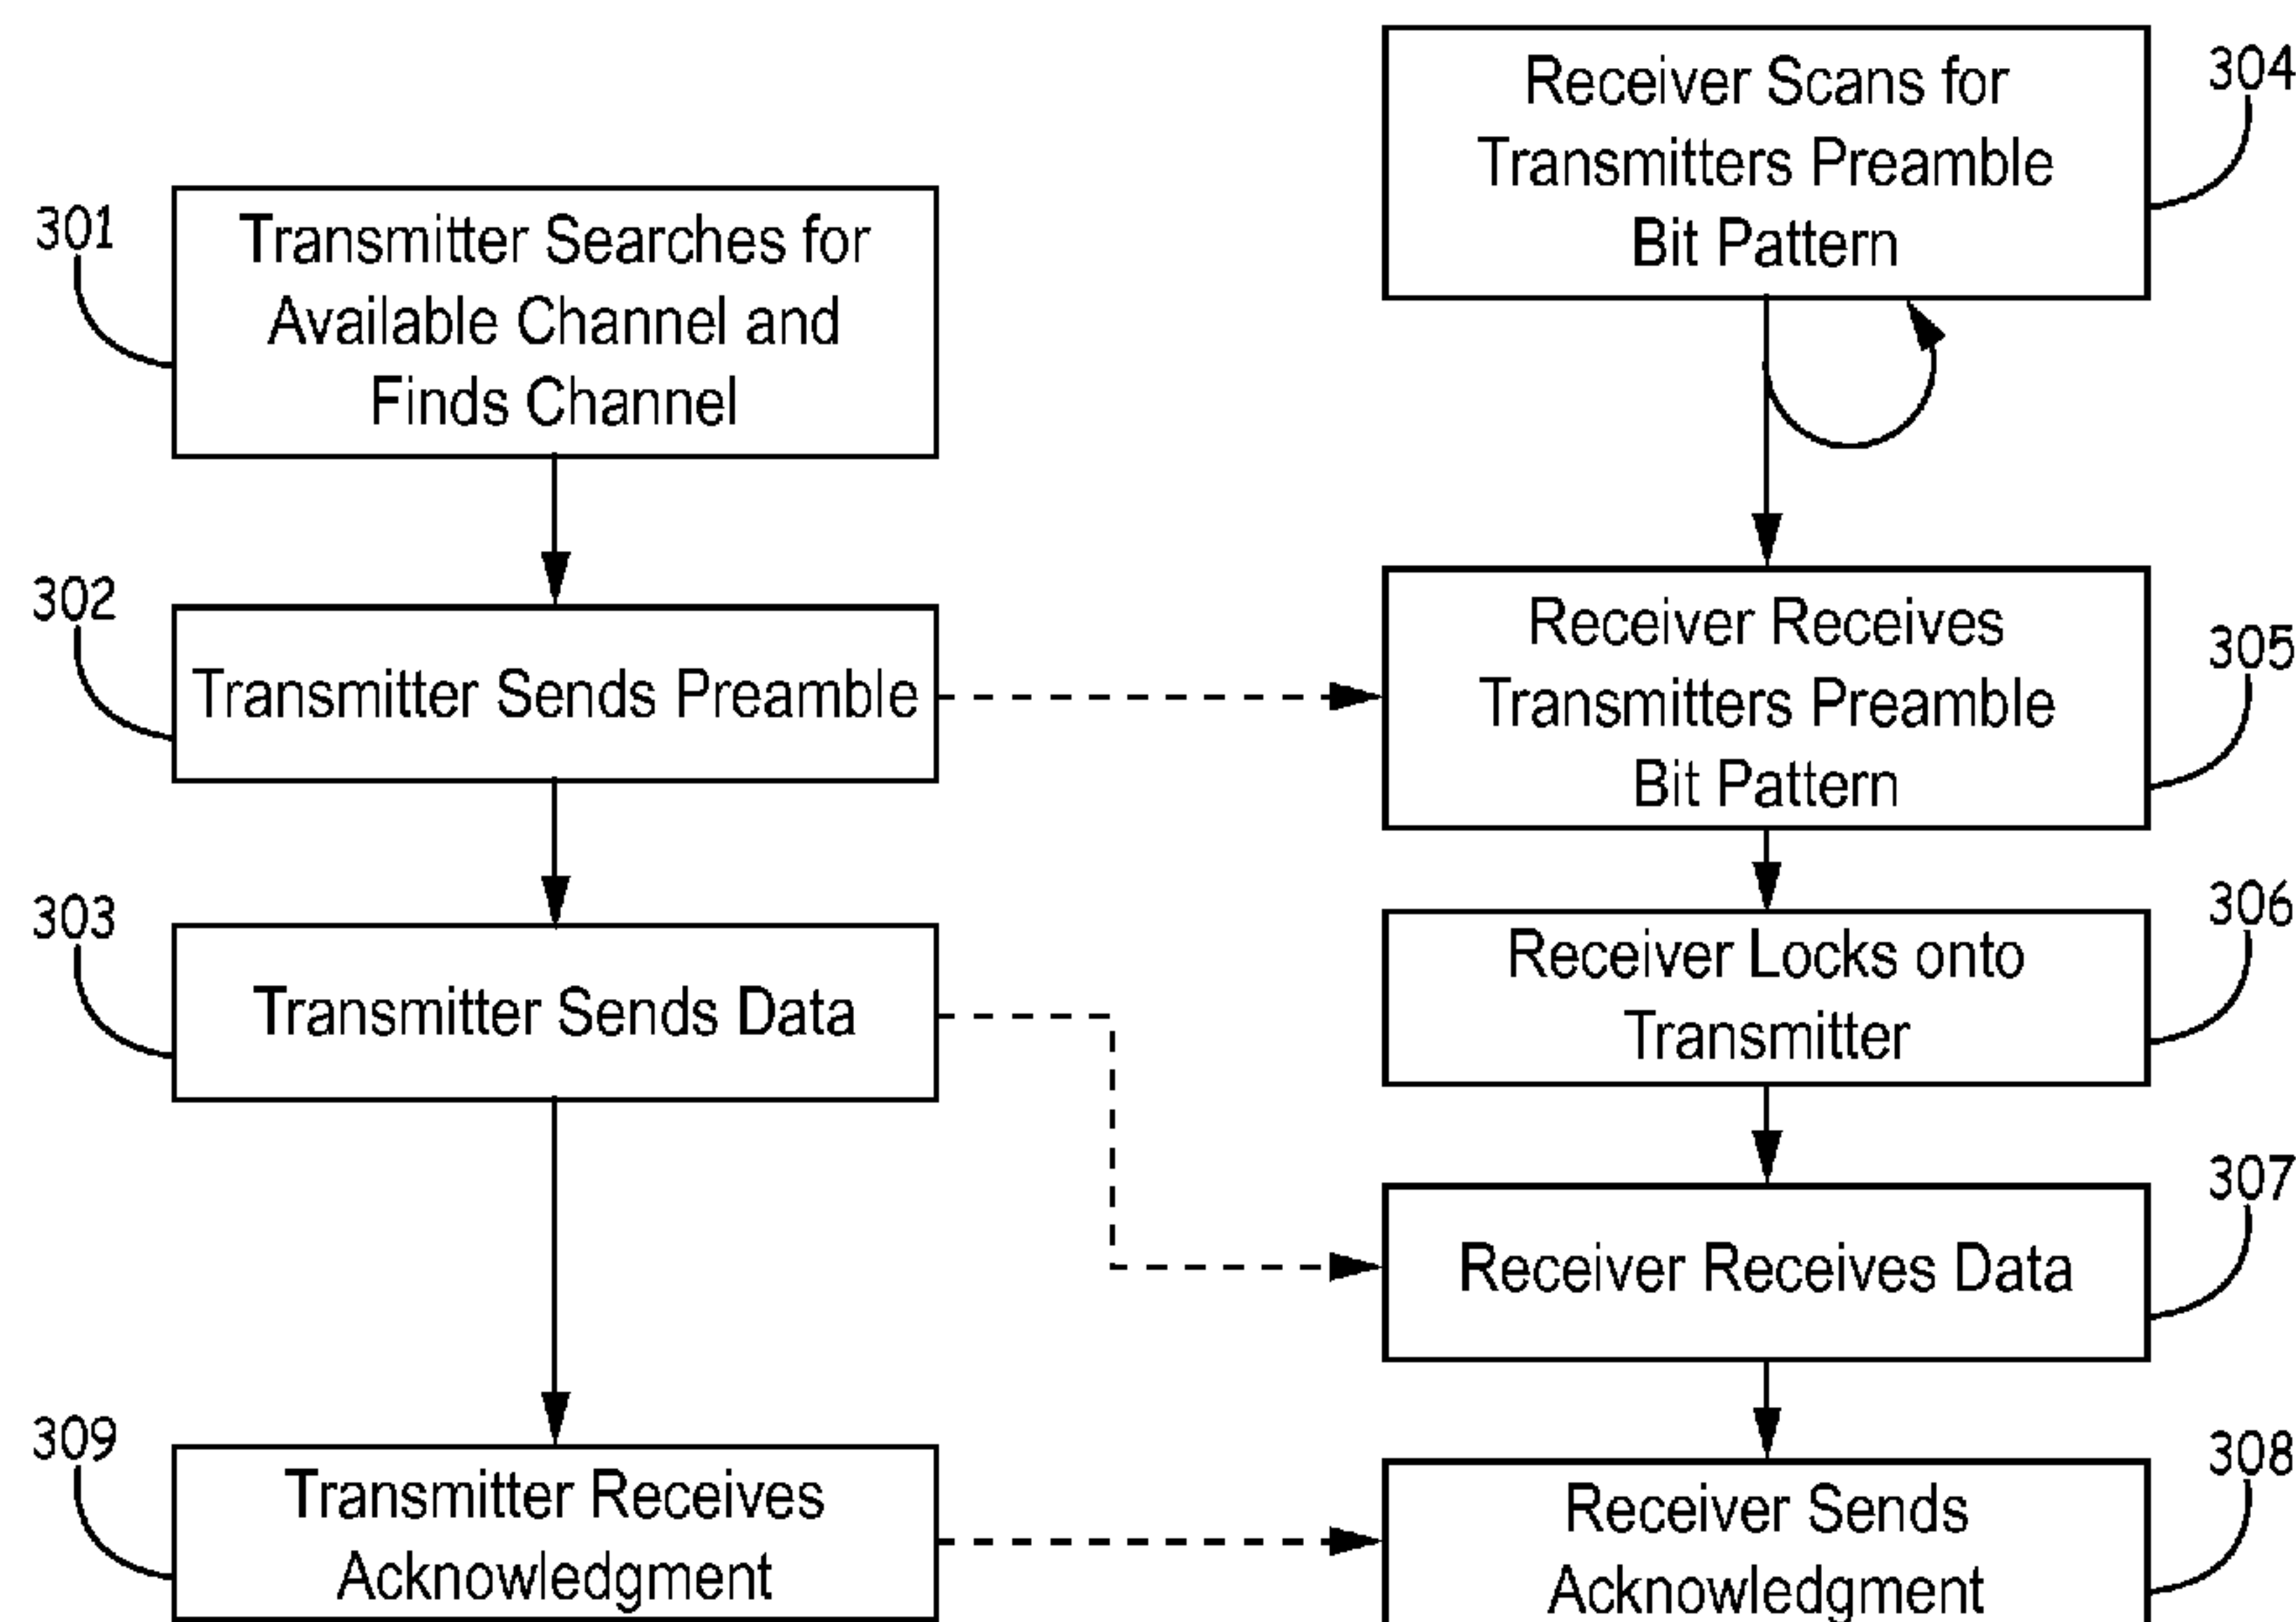 301
Transmitter Searches for
Available Channel and
Finds Channel
302
Transmitter Sends Preamble
303
Transmitter Sends Data
309
Transmitter Receives
Acknowledgment
304
Receiver Scans for
Transmitters Preamble
Bit Pattern
305
Receiver Receives
Transmitters Preamble
Bit Pattern
306
Receiver Locks onto
Transmitter
307
Receiver Receives Data
308
Receiver Sends
Acknowledgment